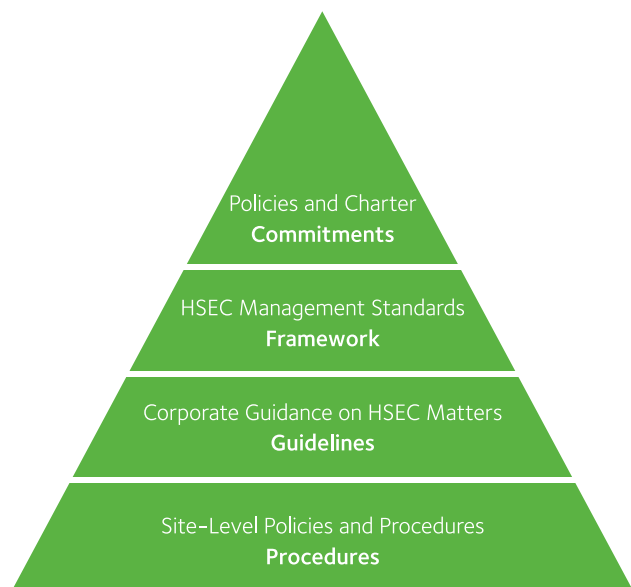 Policies and Charter
Commitments
HSEC Management Standards
Framework
Corporate Guidance on HSEC Matters
Guidelines
Site-Level Policies and Procedures
Procedures